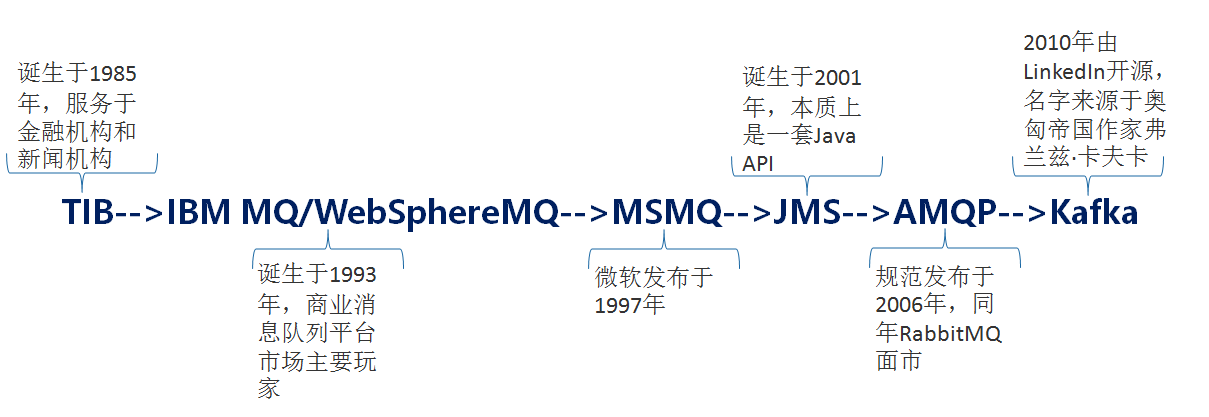 诞生于1985
年，服务于
金融机构和
新闻机构
诞生于2001
年，本质上
是一套Java
API
2010年由
LinkedIn开源，
名字来源于奥
匈帝国作家弗
兰兹·卡夫卡
TIB-->IBM MQ/WebSphereMQ-->MSMQ-->JMS-->AMQP-->Kafka
诞生于1993
年，商业消
息队列平台
市场主要玩
家
微软发布于
1997年
规范发布于
2006年，同
年RabbitMQ
面市